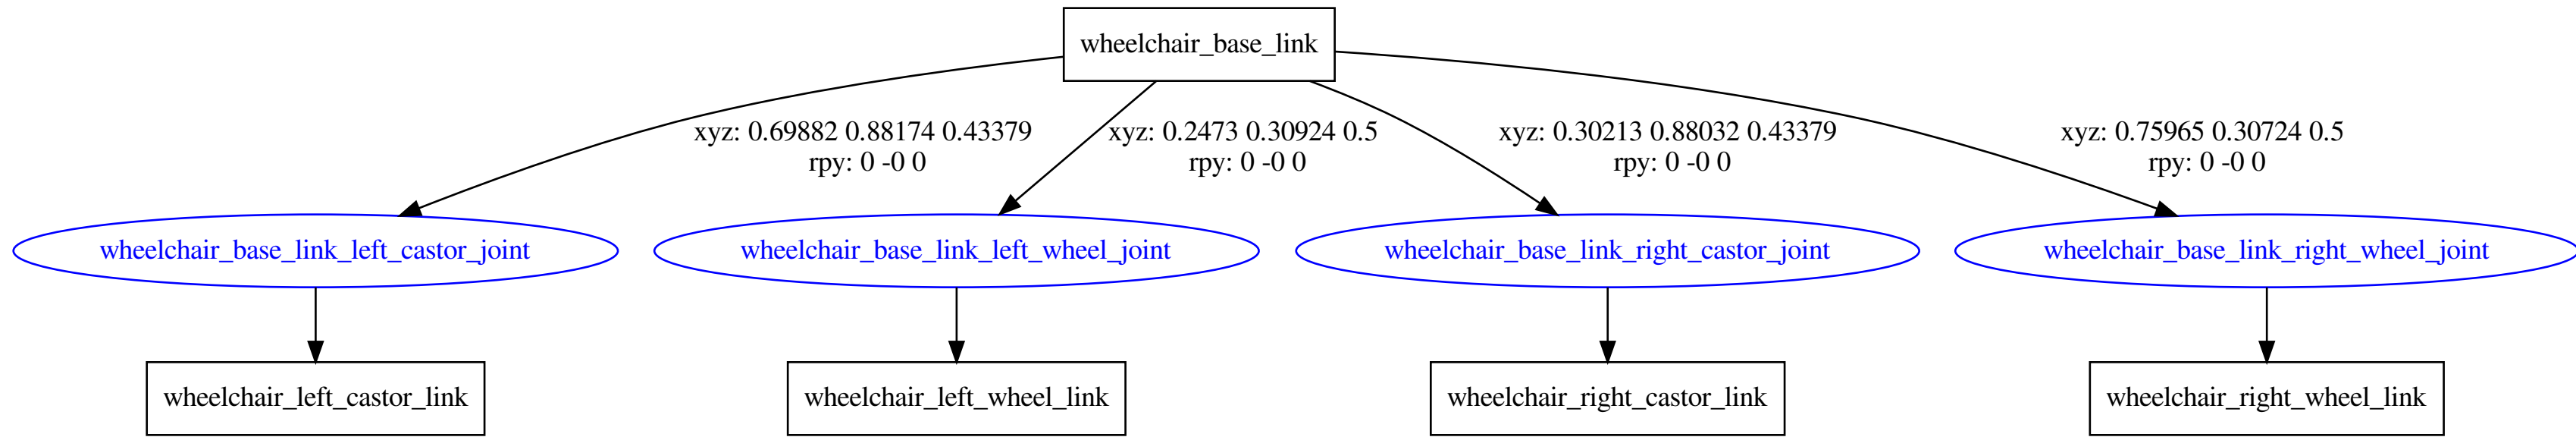 wheelchair_base_link
xyz: 0.69882 0.88174 0.43379
rpy: 0 -0 0
xyz: 0.2473 0.30924 0.5
rpy: 0 -0 0
xyz: 0.30213 0.88032 0.43379
rpy: 0 -0 0
xyz: 0.75965 0.30724 0.5
rpy: 0 -0 0
wheelchair_base_link_left_castor_joint
wheelchair_base_link_left_wheel_joint
wheelchair_base_link_right_castor_joint
wheelchair_base_link_right_wheel_joint
wheelchair_left_castor_link
wheelchair_left_wheel_link
wheelchair_right_castor_link
wheelchair_right_wheel_link